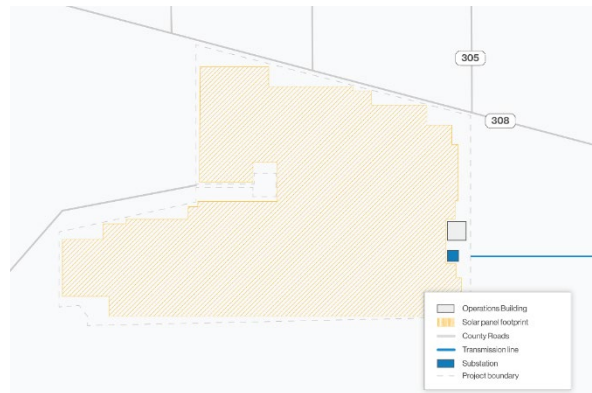 305
308
Operations Building
Solar panel footprint
County Roads
Transmission line
Substation
Project boundary